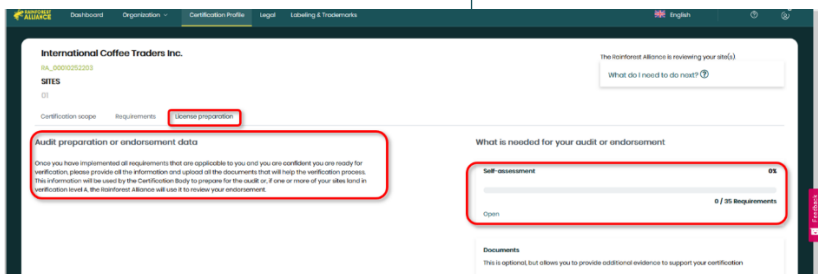 RAINFOREST ALLIANCE Dashboard Organization Certification Profile Legal Labeling & Trademarks English
International Coffee Traders Inc.
RA_00010252203
SITES
(1)
The Rainforest Alliance is reviewing your site(s)
What do I need to do next?
Certification scope Requirements License preparation
Audit preparation or endorsement data
Once you have implemented all requirements that are applicable to you and you are confident you are ready for
verification, please provide all the information and upload all the documents that will help the verification process.
This information will be used by the Certification Body to prepare for the audit or, if one or more of your sites land in
verification level A, the Rainforest Alliance will use it to review your endorsement.
What is needed for your audit or endorsement
Self-assessment 0%
0 / 35 Requirements
Open
Documents
This is optional, but allows you to provide additional evidence to support your certification
Feedback